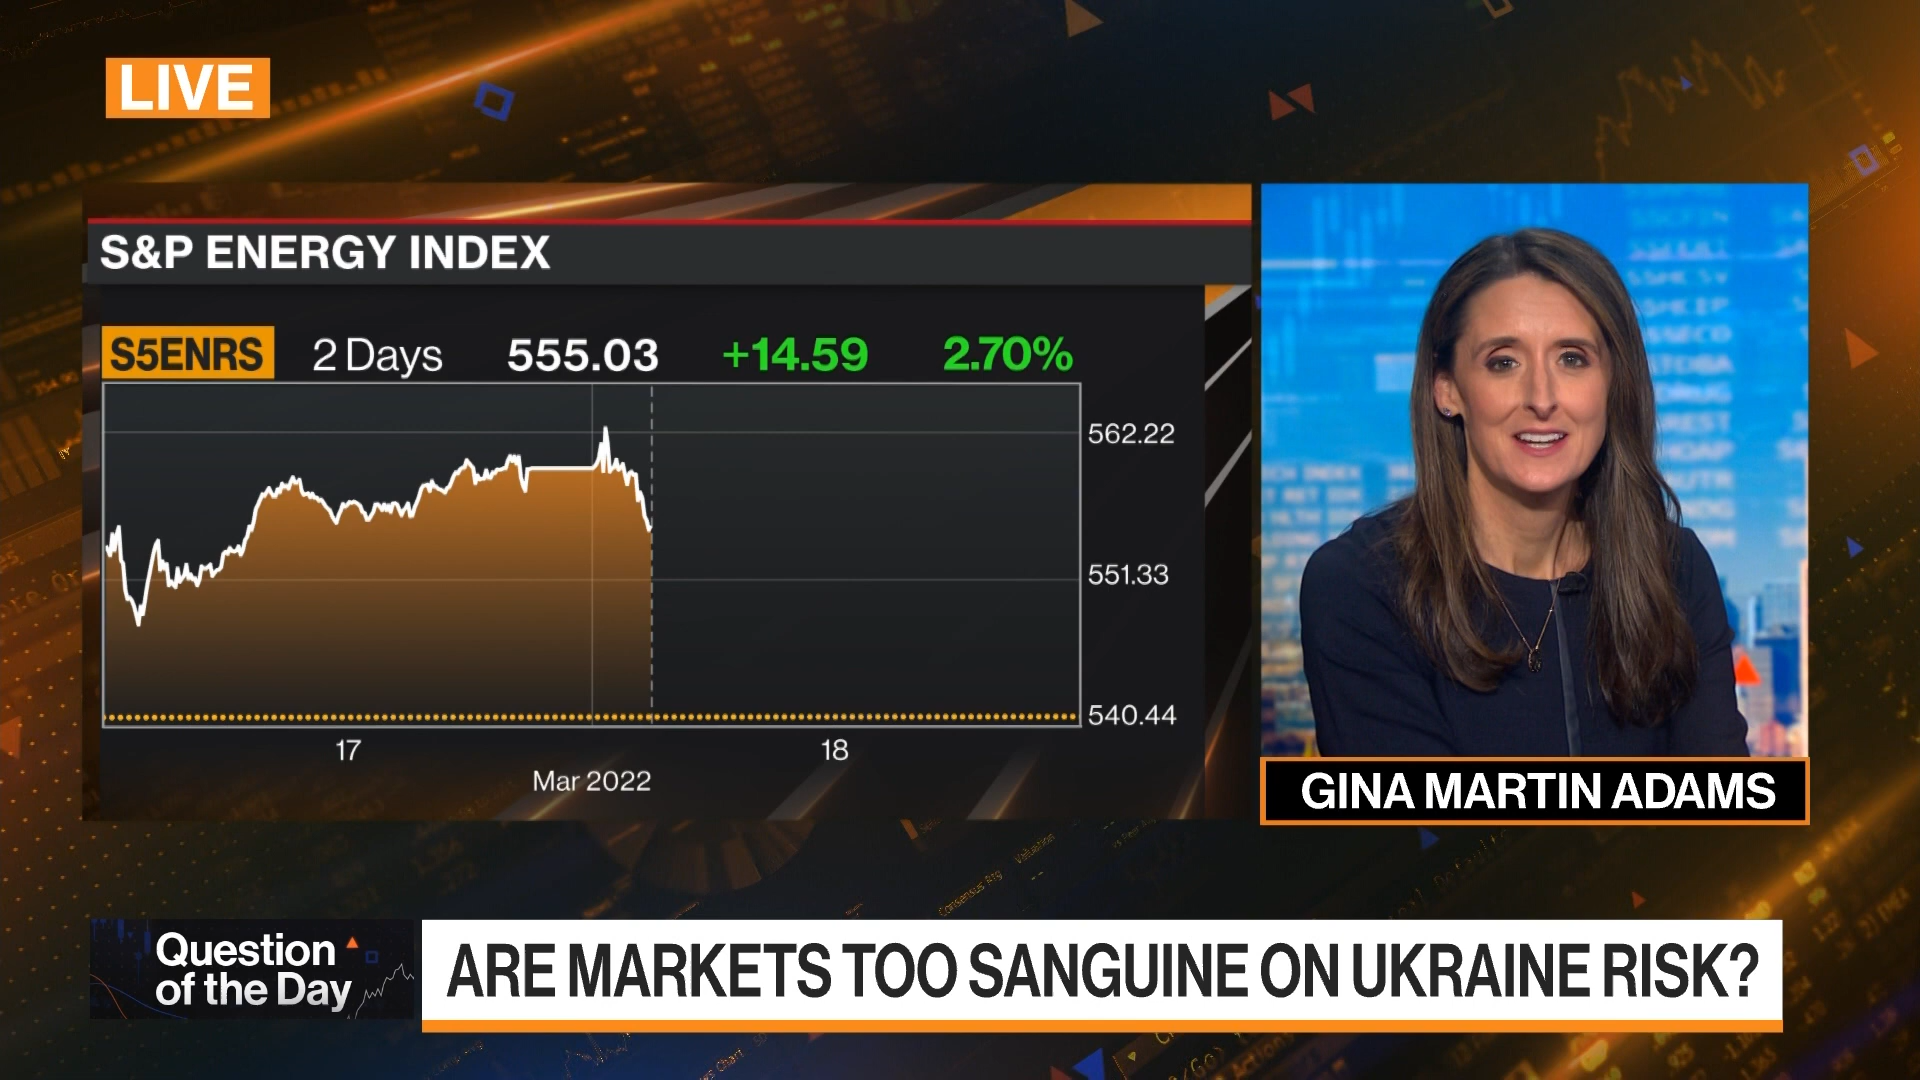 LIVE
S&P ENERGY INDEX
S5ENRS 2 Days 555.03 +14.59 2.70%
562.22
551.33
540.44
17 18
Mar 2022
GINA MARTIN ADAMS
Question
of the Day
ARE MARKETS TOO SANGUINE ON UKRAINE RISK?